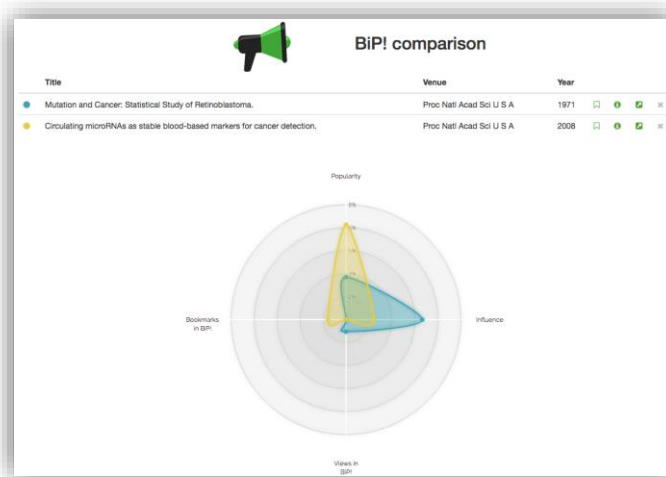 BiP! comparison
Title Venue Year
Mutation and Cancer: Statistical Study of Retinoblastoma. Proc Natl Acad Sci U S A 1971
Circulating microRNAs as stable blood-based markers for cancer detection. Proc Natl Acad Sci U S A 2008
Popularity
Bookmarks
in BiP!
Influence
Views in
BiP!